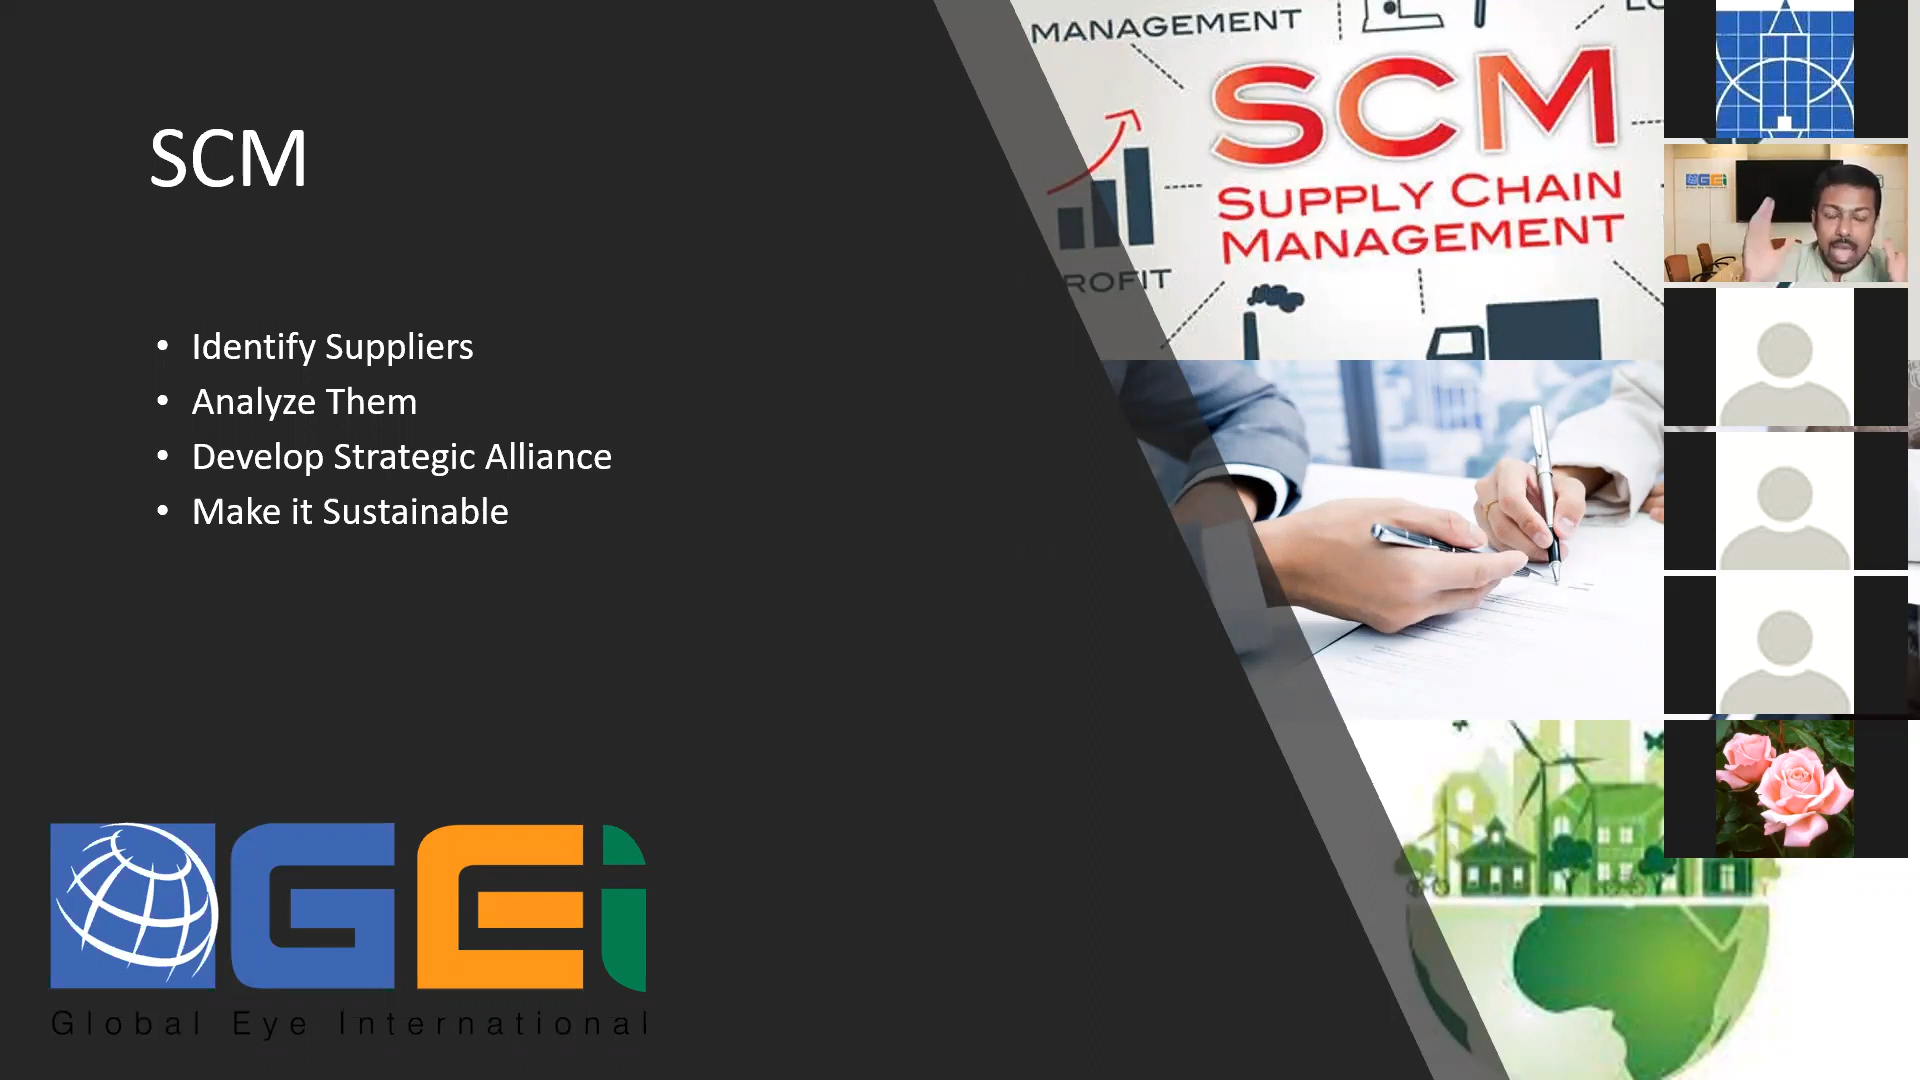 SCM
• Identify Suppliers
• Analyze Them
• Develop Strategic Alliance
• Make it Sustainable
GEi
Global Eye International
MANAGEMENT
SCM
SUPPLY CHAIN
MANAGEMENT
ROFIT
GEi